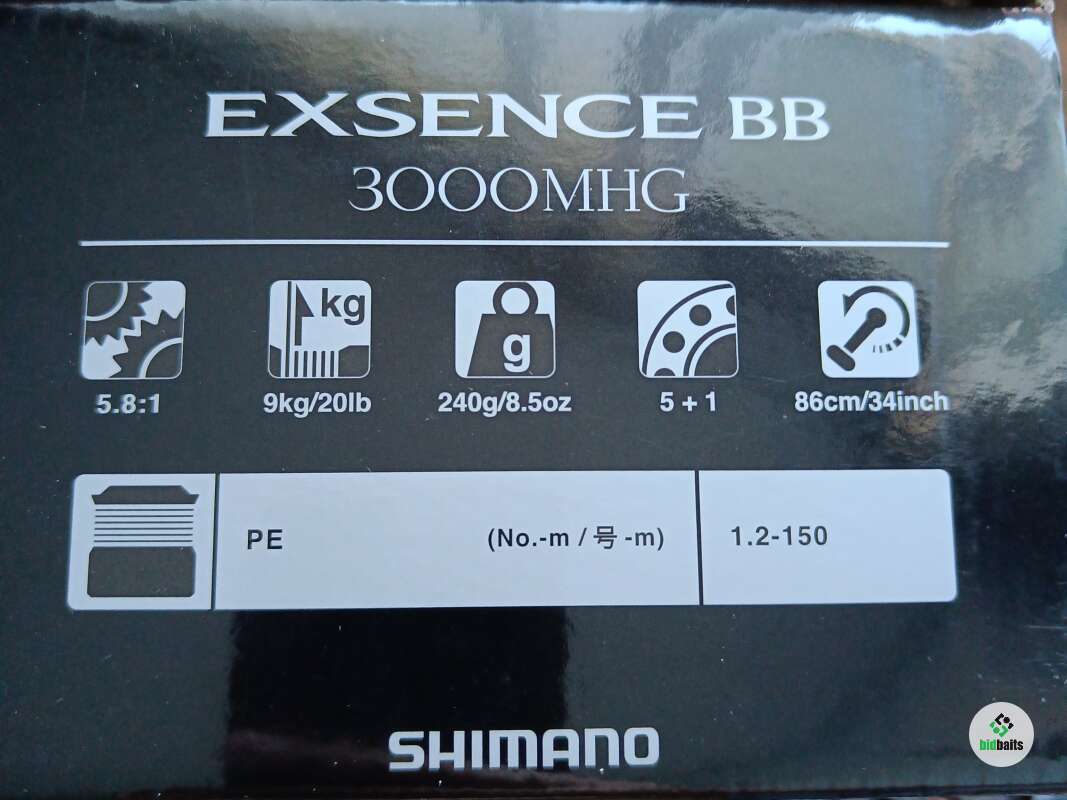 EXSENCE BB
3000MHG
kg
g
5.8:1 9kg/20lb 240g/8.5oz 5 + 1 86cm/34inch
PE (No.-m / 号 -m) 1.2-150
SHIMANO
bidbaits